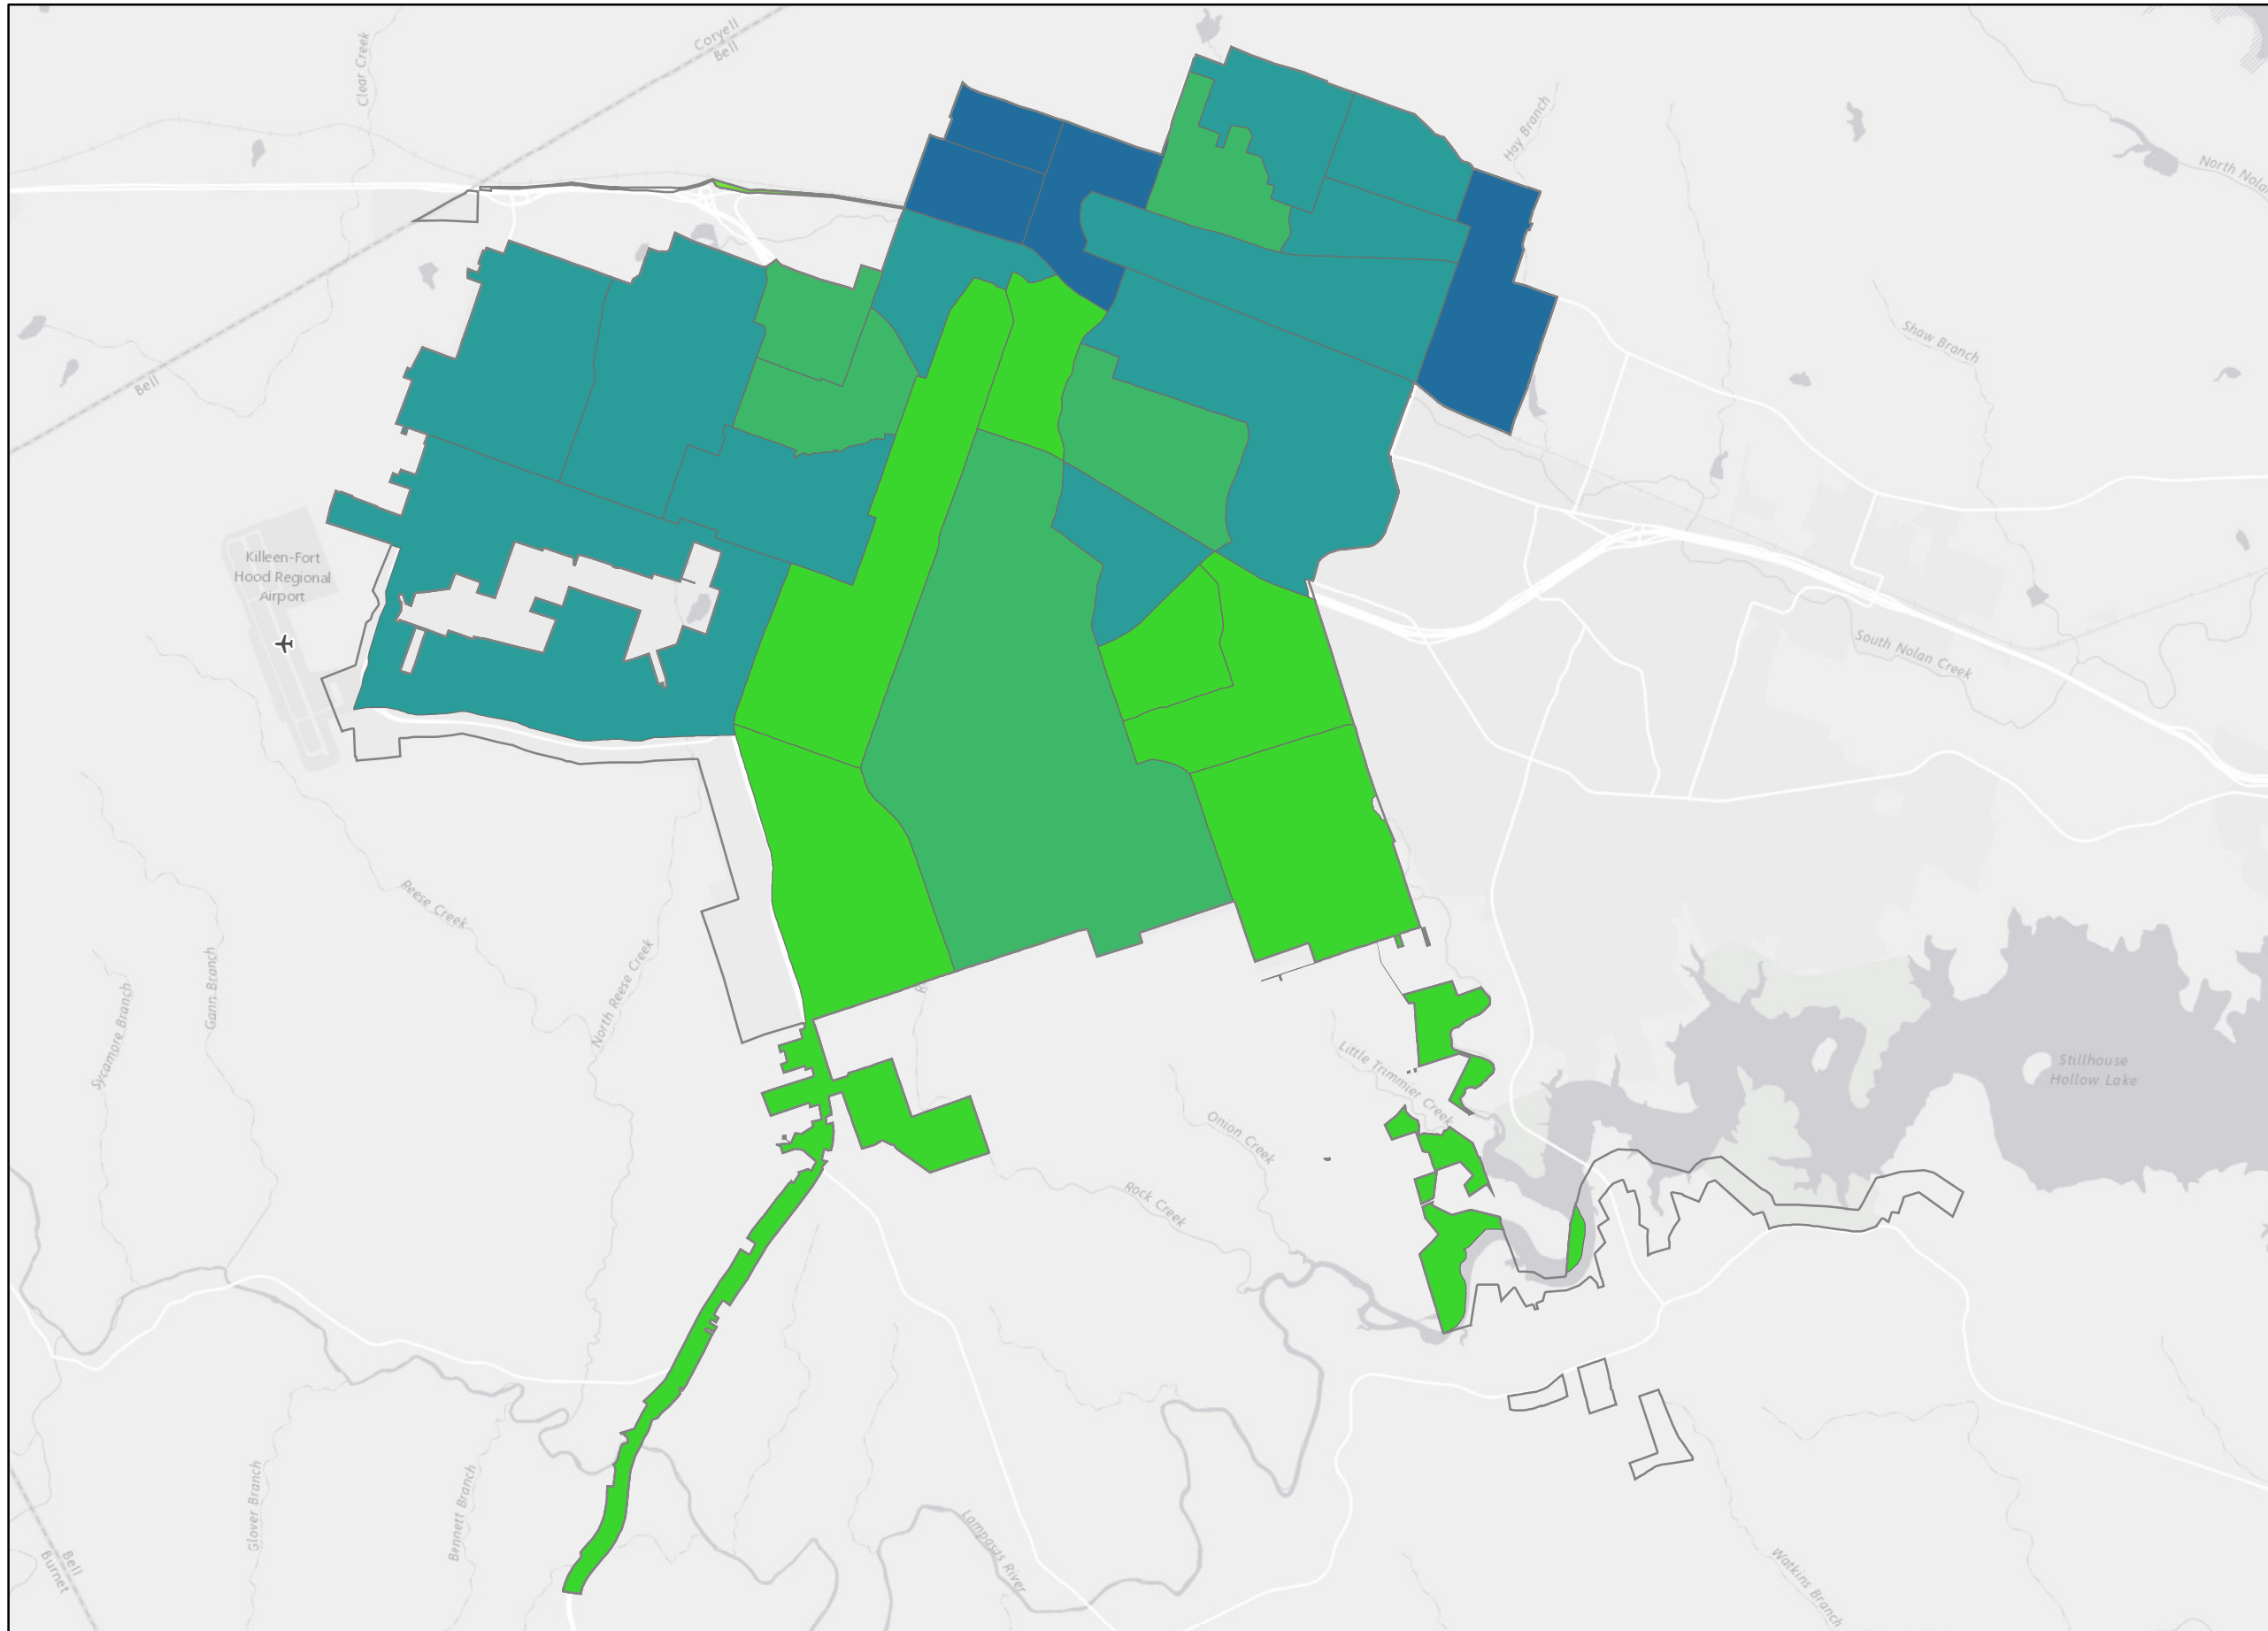 Coryell
Bell
Clear Creek
Hay Branch
North Nolan
Shaw Branch
Bell
Killeen-Fort
Hood Regional
Airport
South Nolan Creek
Reese Creek
Gann Branch
North Reese Creek
Sycamore Branch
Little Trimmier Creek
Stillhouse
Hollow Lake
Onion Creek
Rock Creek
Glover Branch
Bennett Branch
Lampasas River
Watkins Branch
Bell
Burnet